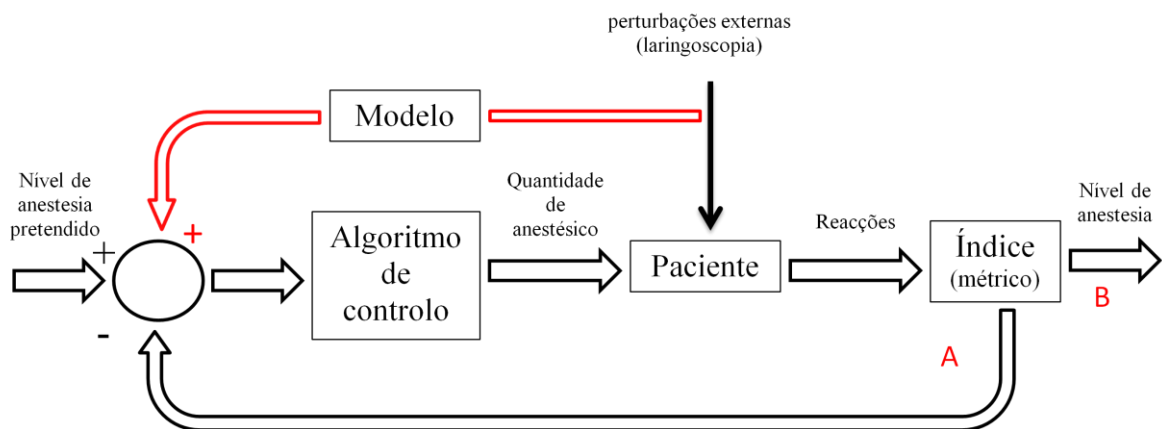 perturbações externas
(laringoscopia)
Modelo
Nível de
anestesia
pretendido
+
+
-
Algoritmo
de
controlo
Quantidade
de
anestésico
Paciente
Reacções
Índice
(métrico)
Nível de
anestesia
A
B